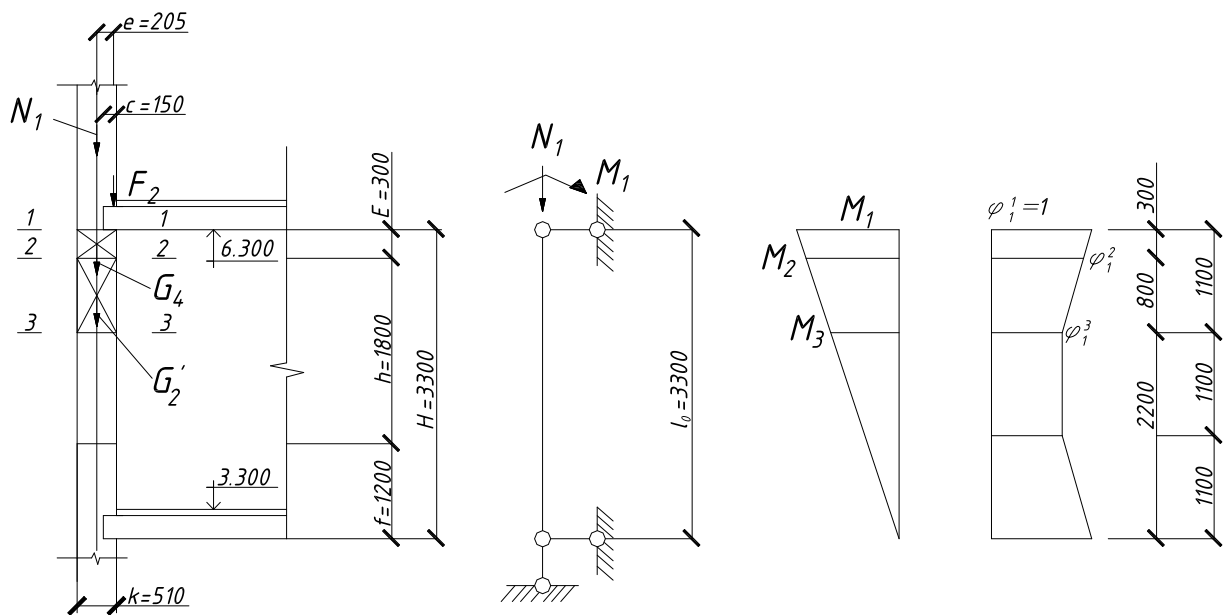 e=205
c=150
N₁
F₂
1 1
2 2
3 3
6.300
G₄
G₂′
3.300
k=510
E=300
h=1800
f=1200
H=3300
N₁
M₁
l₀=3300
M₁
M₂
M₃
φ₁¹=1
φ₁²
φ₁³
300
800
2200
1100
1100
1100